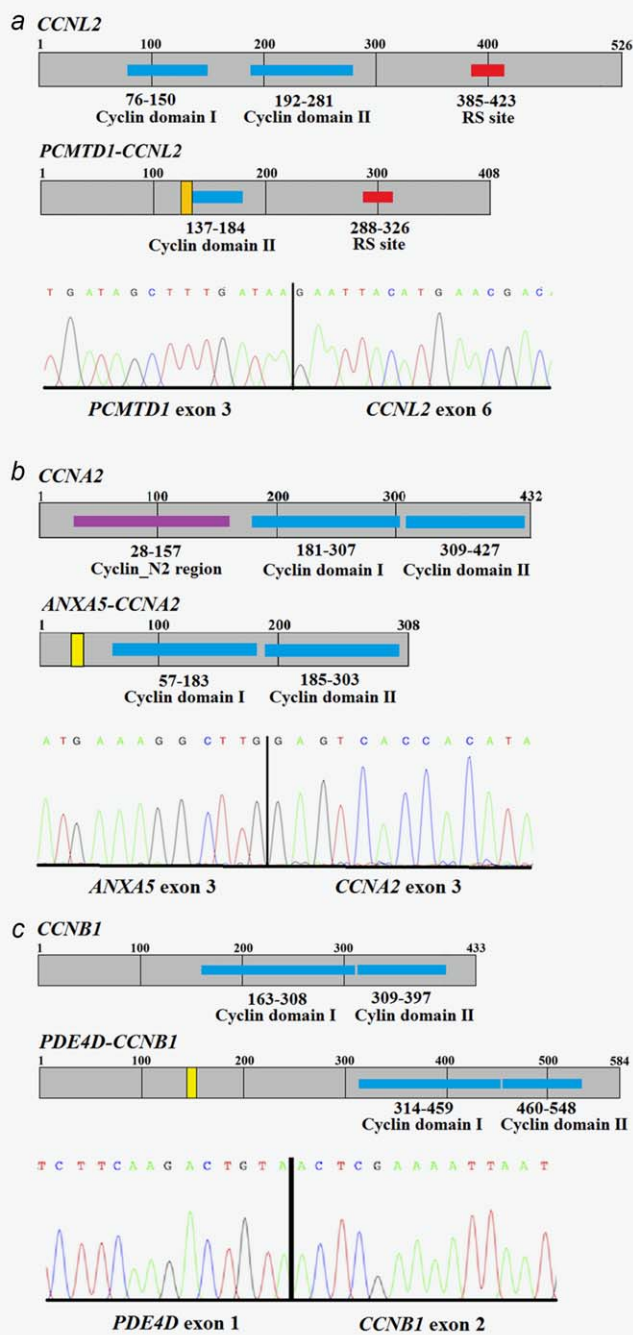 a
CCNL2
1 100 200 300 400 526
76-150 192-281 385-423
Cyclin domain I Cyclin domain II RS site
PCMTD1-CCNL2
1 100 200 300 408
137-184 288-326
Cyclin domain II RS site
T G A T A G C T T T G A T A A G A A T T A C A T G A A C G A C
PCMTD1 exon 3 CCNL2 exon 6
b
CCNA2
1 100 200 300 432
28-157 181-307 309-427
Cyclin_N2 region Cyclin domain I Cyclin domain II
ANXA5-CCNA2
1 100 200 308
57-183 185-303
Cyclin domain I Cyclin domain II
A T G A A A G G C T T G G A G T C A C C A C A T A
ANXA5 exon 3 CCNA2 exon 3
c
CCNB1
1 100 200 300 433
163-308 309-397
Cyclin domain I Cylin domain II
PDE4D-CCNB1
1 100 200 300 400 500 584
314-459 460-548
Cyclin domain I Cyclin domain II
T C T T C A A G A C T G T A A C T C G A A A A T T A A T
PDE4D exon 1 CCNB1 exon 2